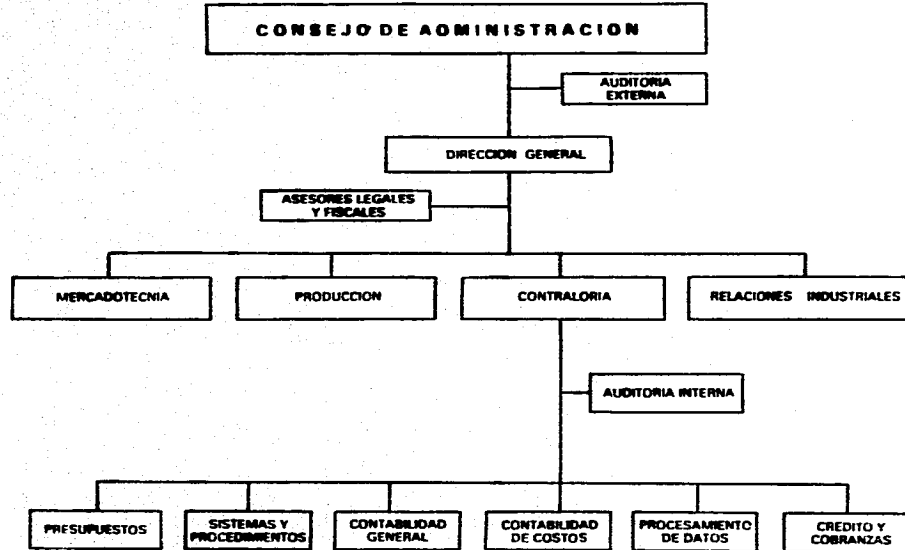 CONSEJO DE ADMINISTRACION
AUDITORIA
EXTERNA
DIRECCION GENERAL
ASESORES LEGALES
Y FISCALES
MERCADOTECNIA
PRODUCCION
CONTRALORIA
RELACIONES INDUSTRIALES
AUDITORIA INTERNA
PRESUPUESTOS
SISTEMAS Y
PROCEDIMIENTOS
CONTABILIDAD
GENERAL
CONTABILIDAD
DE COSTOS
PROCESAMIENTO
DE DATOS
CREDITO Y
COBRANZAS